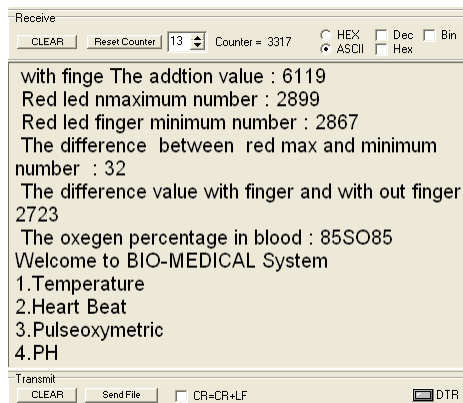 Receive
CLEAR Reset Counter 13 Counter = 3317 HEX Dec Bin
ASCII Hex
with finge The addtion value : 6119
Red led nmaximum number : 2899
Red led finger minimum number : 2867
The difference between red max and minimum
number : 32
The difference value with finger and with out finger
2723
The oxegen percentage in blood : 85SO85
Welcome to BIO-MEDICAL System
1.Temperature
2.Heart Beat
3.Pulseoxymetric
4.PH
Transmit
CLEAR Send File CR=CR+LF DTR